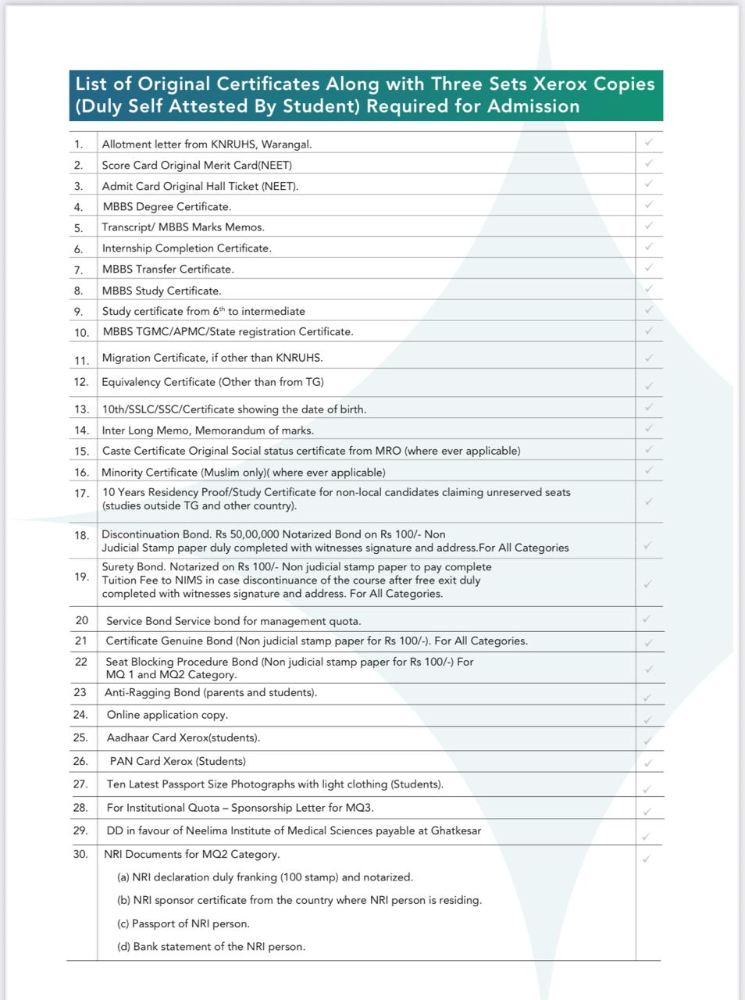 List of Original Certificates Along with Three Sets Xerox Copies
(Duly Self Attested By Student) Required for Admission
1. Allotment letter from KNRUHS, Warangal. ✓
2. Score Card Original Merit Card(NEET) ✓
3. Admit Card Original Hall Ticket (NEET). ✓
4. MBBS Degree Certificate. ✓
5. Transcript/ MBBS Marks Memos. ✓
6. Internship Completion Certificate. ✓
7. MBBS Transfer Certificate. ✓
8. MBBS Study Certificate. ✓
9. Study certificate from 6th to intermediate ✓
10. MBBS TGMC/APMC/State registration Certificate. ✓
11. Migration Certificate, if other than KNRUHS. ✓
12. Equivalency Certificate (Other than from TG) ✓
13. 10th/SSLC/SSC/Certificate showing the date of birth. ✓
14. Inter Long Memo, Memorandum of marks. ✓
15. Caste Certificate Original Social status certificate from MRO (where ever applicable) ✓
16. Minority Certificate (Muslim only)( where ever applicable) ✓
17. 10 Years Residency Proof/Study Certificate for non-local candidates claiming unreserved seats
(studies outside TG and other country). ✓
18. Discontinuation Bond. Rs 50,00,000 Notarized Bond on Rs 100/- Non
Judicial Stamp paper duly completed with witnesses signature and address.For All Categories ✓
19. Surety Bond. Notarized on Rs 100/- Non judicial stamp paper to pay complete
Tuition Fee to NIMS in case discontinuance of the course after free exit duly
completed with witnesses signature and address. For All Categories. ✓
20 Service Bond Service bond for management quota. ✓
21 Certificate Genuine Bond (Non judicial stamp paper for Rs 100/-). For All Categories. ✓
22 Seat Blocking Procedure Bond (Non judicial stamp paper for Rs 100/-) For
MQ 1 and MQ2 Category. ✓
23 Anti-Ragging Bond (parents and students). ✓
24. Online application copy. ✓
25. Aadhaar Card Xerox(students). ✓
26. PAN Card Xerox (Students) ✓
27. Ten Latest Passport Size Photographs with light clothing (Students). ✓
28. For Institutional Quota – Sponsorship Letter for MQ3. ✓
29. DD in favour of Neelima Institute of Medical Sciences payable at Ghatkesar ✓
30. NRI Documents for MQ2 Category. ✓
(a) NRI declaration duly franking (100 stamp) and notarized.
(b) NRI sponsor certificate from the country where NRI person is residing.
(c) Passport of NRI person.
(d) Bank statement of the NRI person.